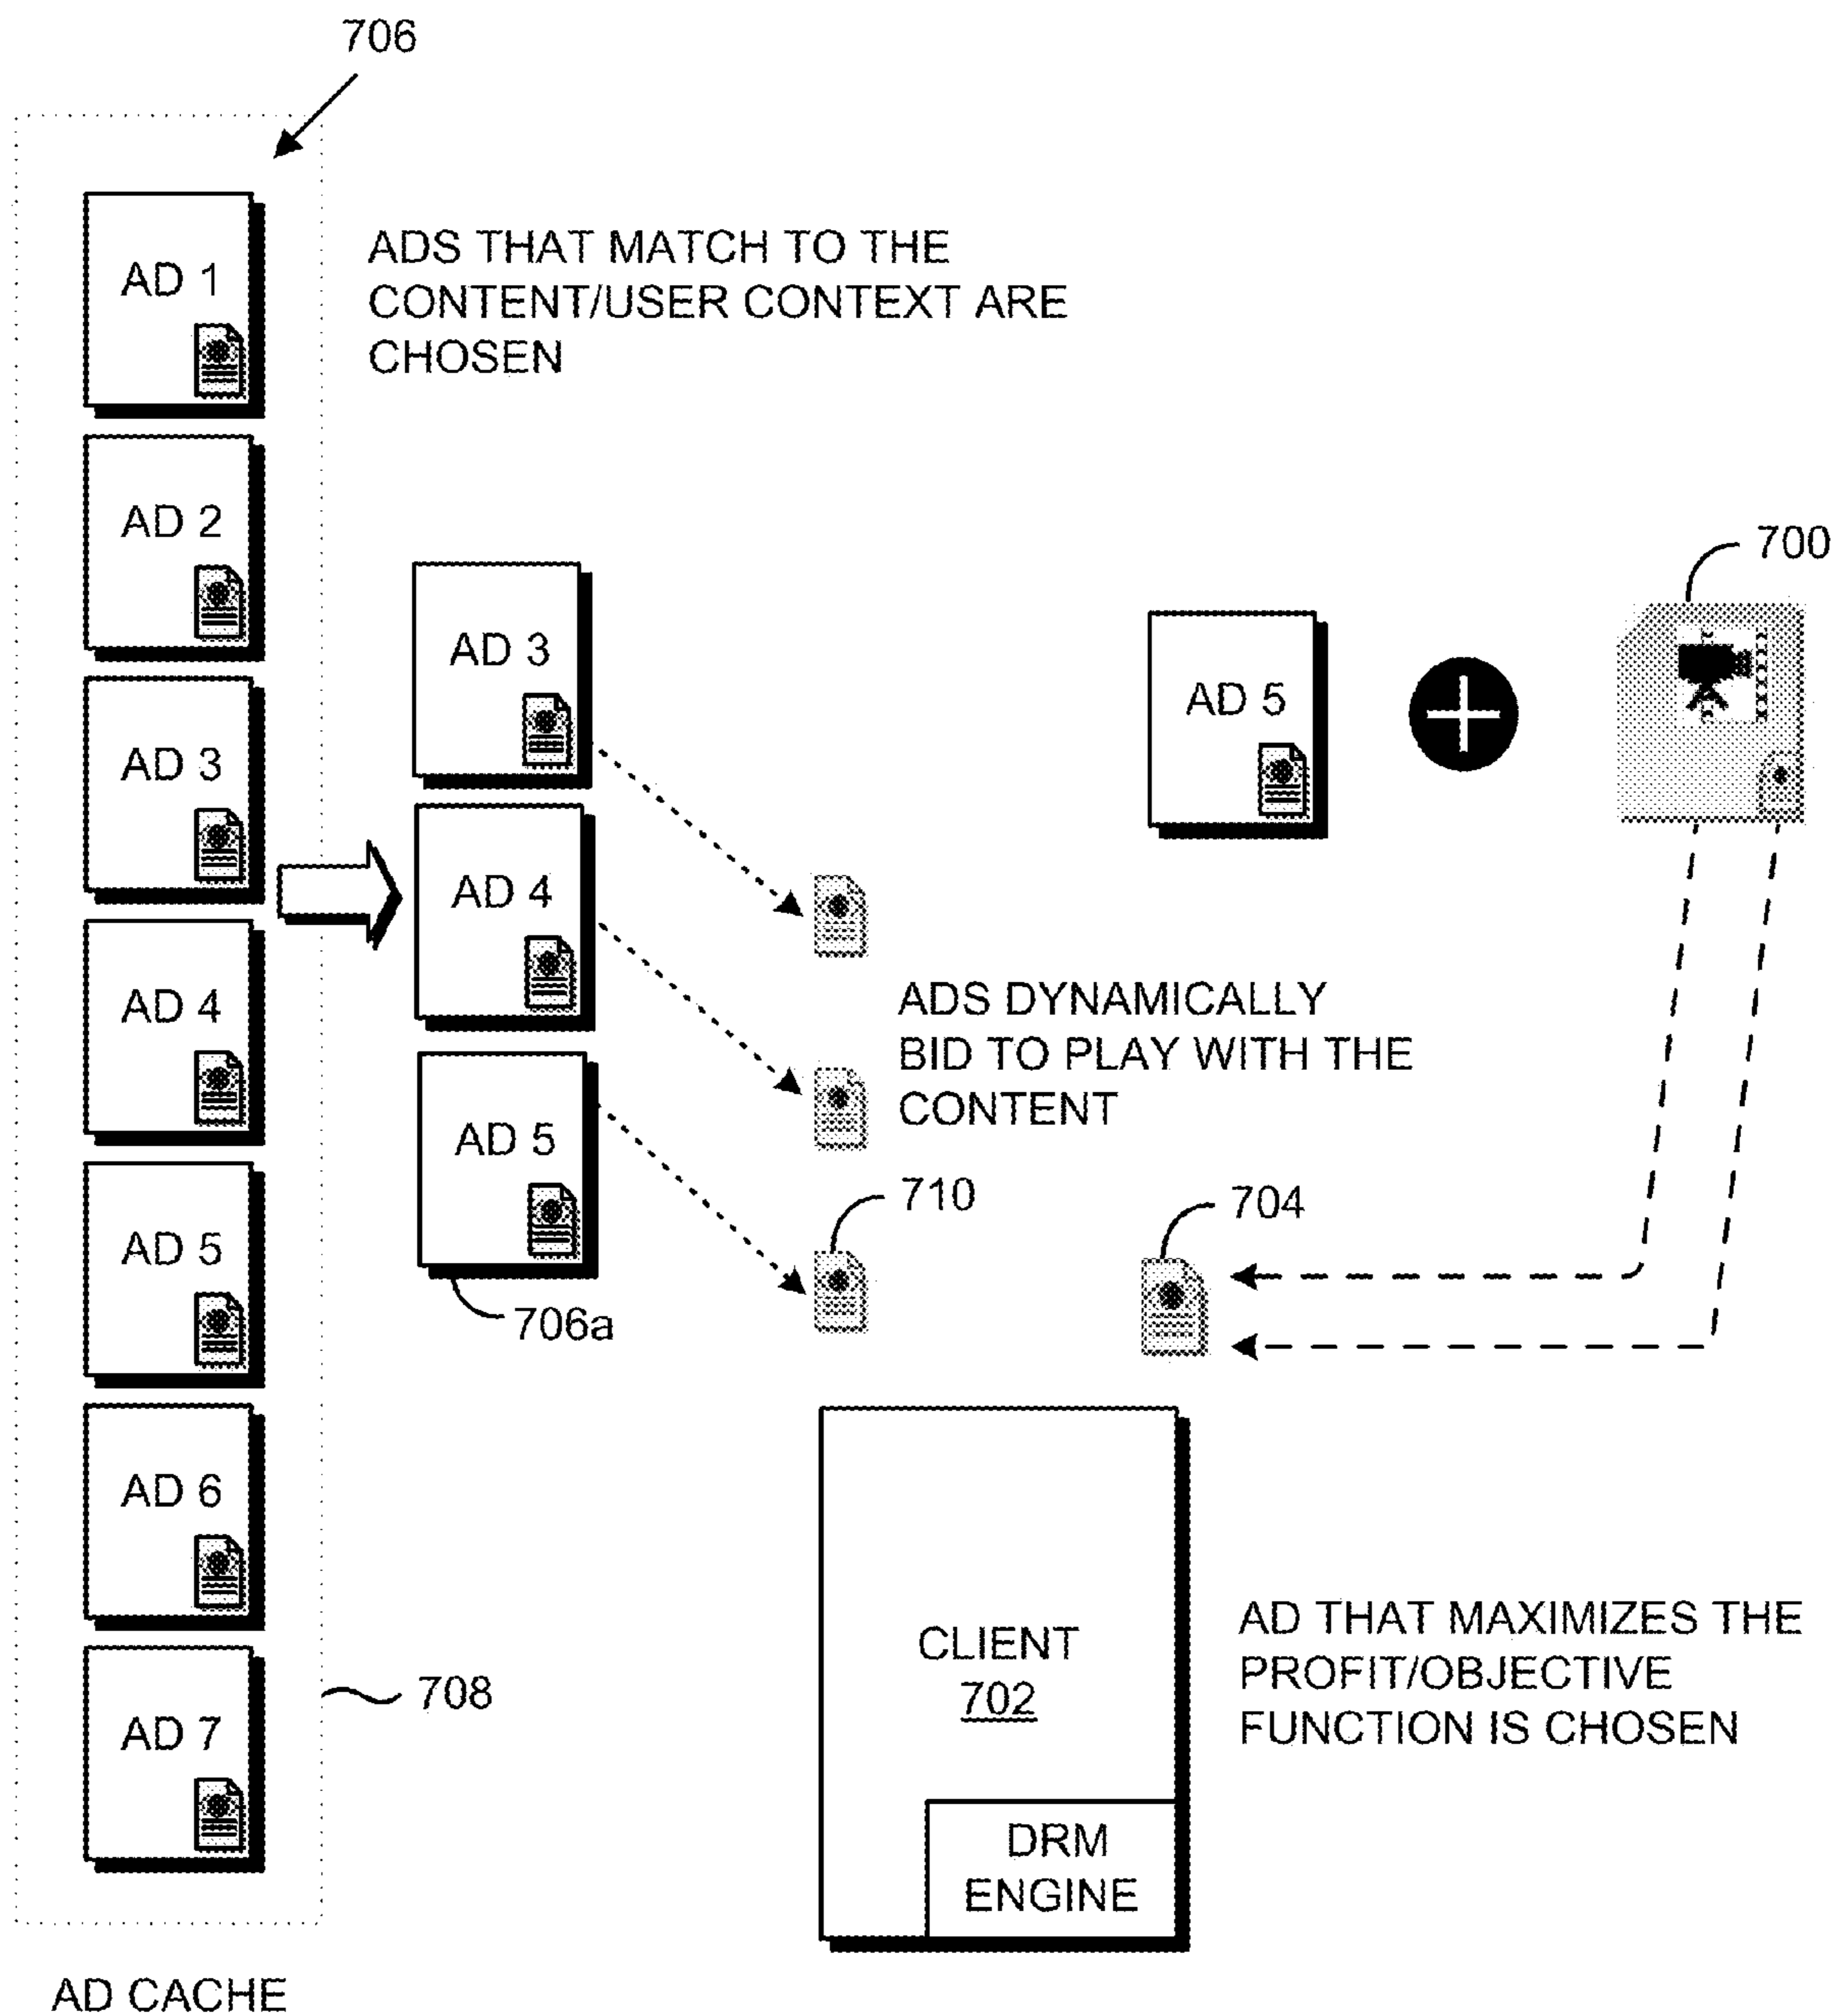 706
AD 1
ADS THAT MATCH TO THE
CONTENT/USER CONTEXT ARE
CHOSEN
AD 2
AD 3
AD 4
AD 5
AD 6
AD 7
708
AD CACHE
AD 3
AD 4
AD 5
706a
ADS DYNAMICALLY
BID TO PLAY WITH THE
CONTENT
710
704
AD 5
700
CLIENT
702
DRM
ENGINE
AD THAT MAXIMIZES THE
PROFIT/OBJECTIVE
FUNCTION IS CHOSEN